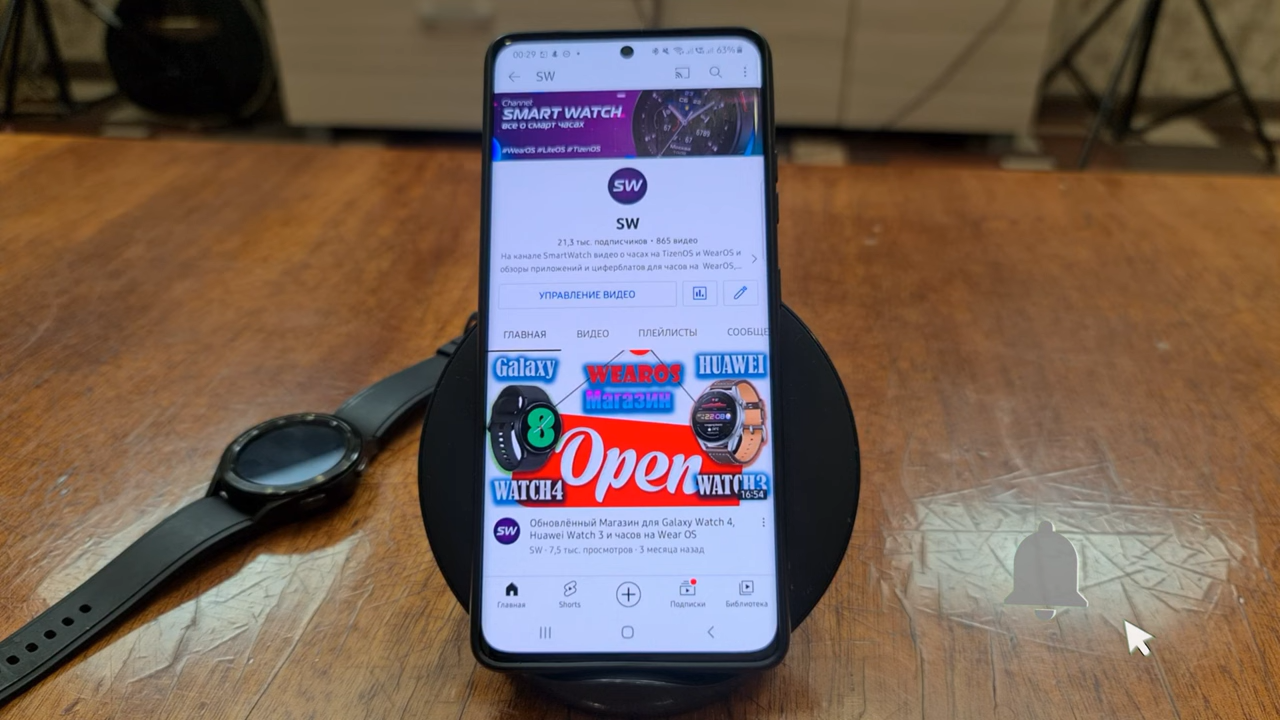 00:29
63%
SW
Channel
SMART WATCH
все о смарт часах
#WearOS #LiteOS #TizenOS
SW
SW
21,3 тыс. подписчиков • 865 видео
На канале SmartWatch видео о часах на TizenOS и WearOS и
обзоры приложений и циферблатов для часов на WearOS,...
УПРАВЛЕНИЕ ВИДЕО
ГЛАВНАЯ ВИДЕО ПЛЕЙЛИСТЫ СООБЩЕ
Galaxy WEAROS HUAWEI
Магазин
22:08
8
Open
WATCH4 WATCH3
16:54
SW
Обновлённый Магазин для Galaxy Watch 4,
Huawei Watch 3 и часов на Wear OS
SW · 7,5 тыс. просмотров · 3 месяца назад
Главная Shorts Подписки Библиотека